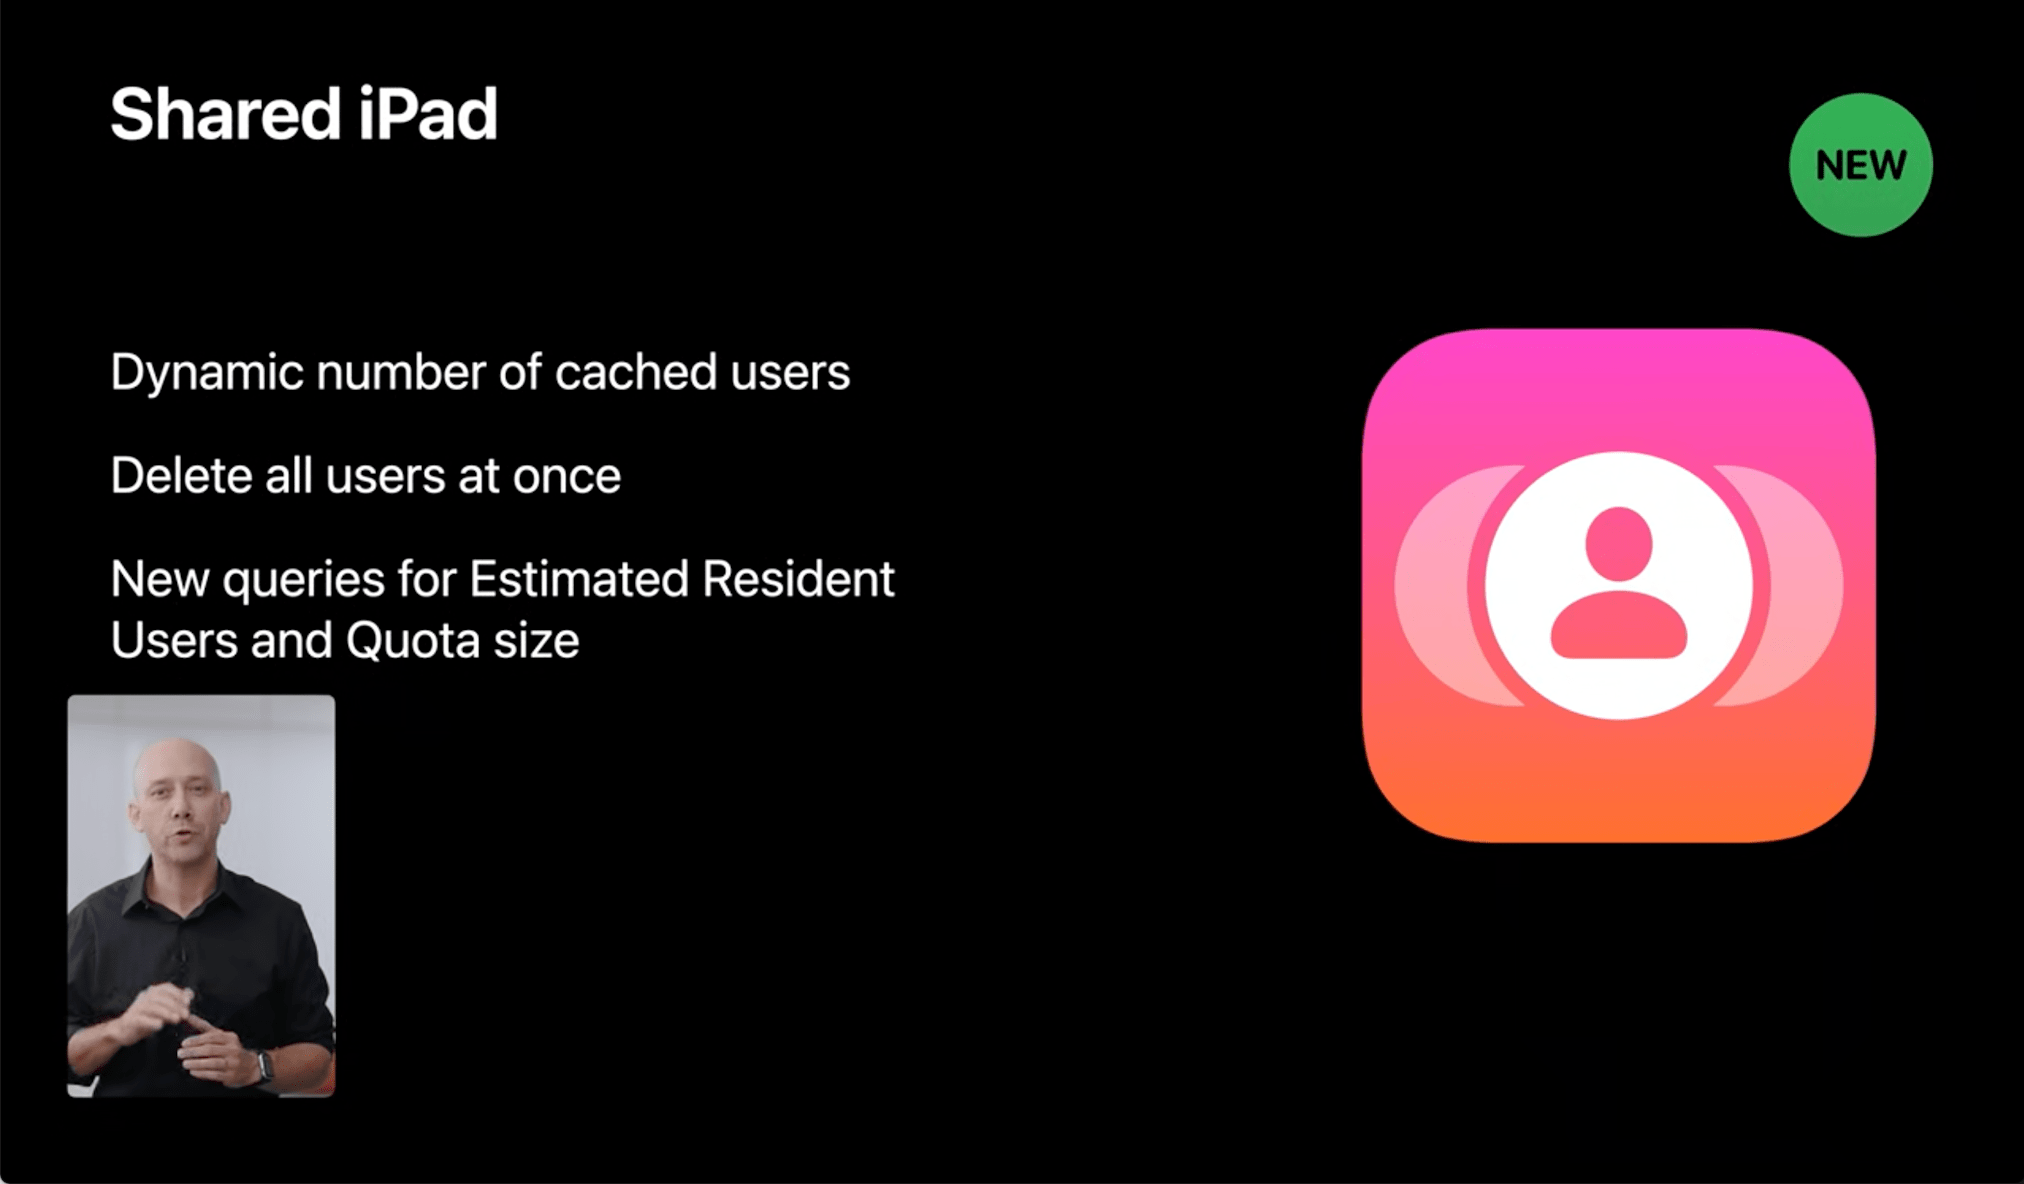 Shared iPad
NEW
Dynamic number of cached users
Delete all users at once
New queries for Estimated Resident
Users and Quota size